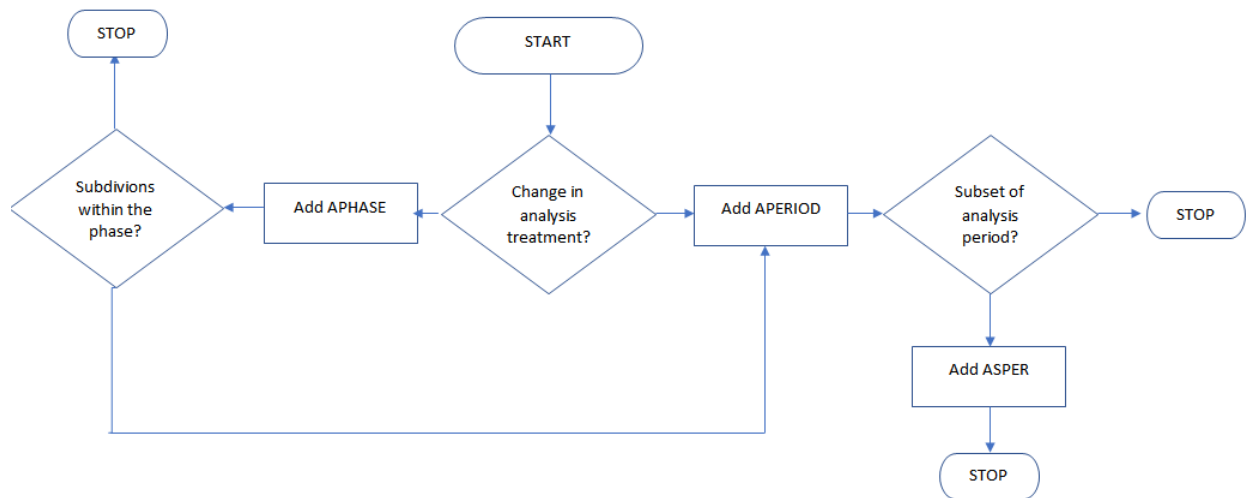 STOP
START
Subdivions
within the
phase?
Add APHASE
Change in
analysis
treatment?
Add APERIOD
Subset of
analysis
period?
STOP
Add ASPER
STOP